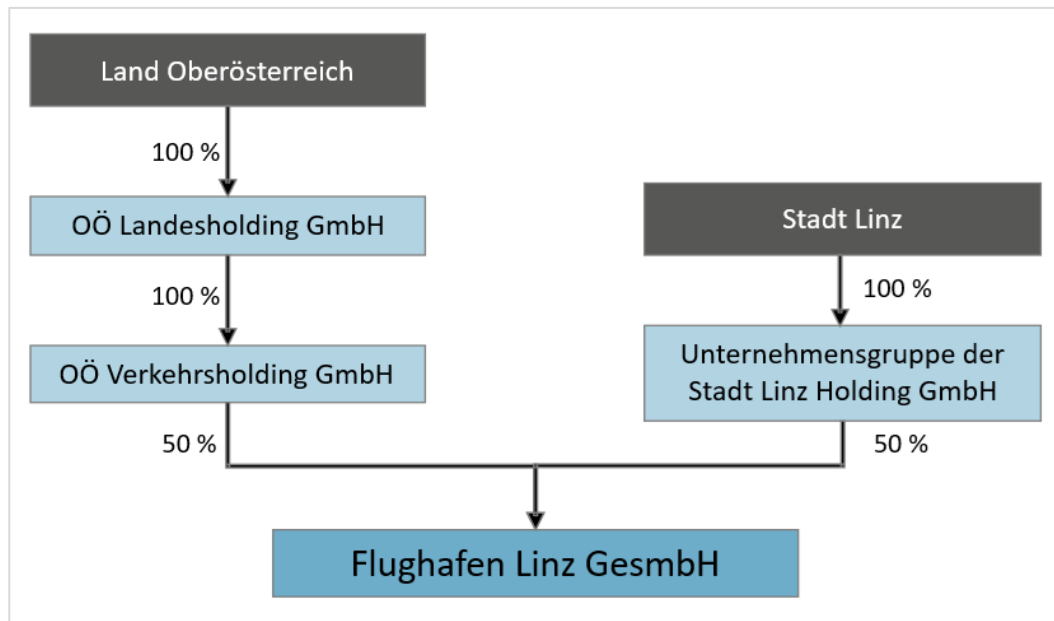 Land Oberösterreich
100 %
OÖ Landesholding GmbH
100 %
OÖ Verkehrsholding GmbH
50 %
Stadt Linz
100 %
Unternehmensgruppe der
Stadt Linz Holding GmbH
50 %
Flughafen Linz GesmbH